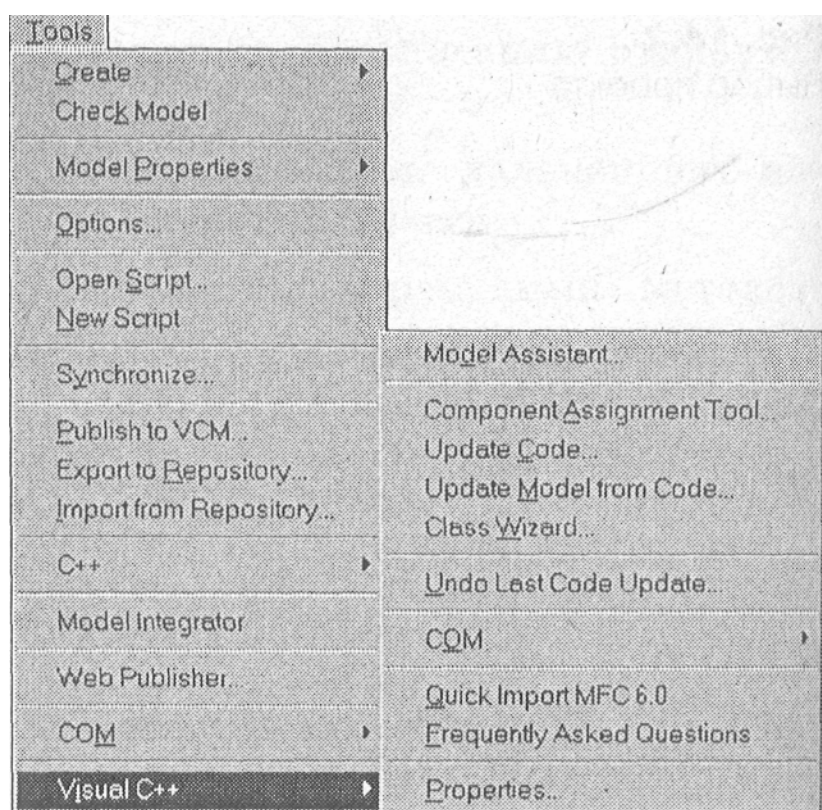 Tools
Create
Check Model
Model Properties
Options...
Open Script...
New Script
Synchronize...
Publish to VCM...
Export to Repository...
Import from Repository...
C++
Model Integrator
Web Publisher...
COM
Visual C++
Model Assistant...
Component Assignment Tool...
Update Code...
Update Model from Code...
Class Wizard...
Undo Last Code Update...
COM
Quick Import MFC 6.0
Frequently Asked Questions
Properties...